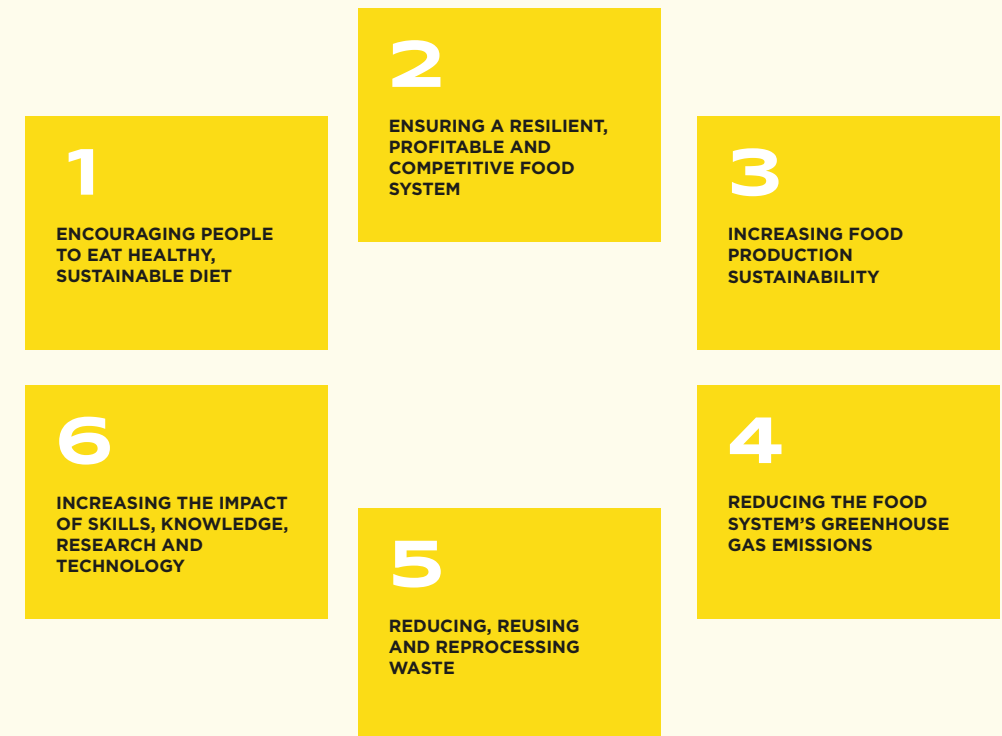 1
ENCOURAGING PEOPLE
TO EAT HEALTHY,
SUSTAINABLE DIET
2
ENSURING A RESILIENT,
PROFITABLE AND
COMPETITIVE FOOD
SYSTEM
3
INCREASING FOOD
PRODUCTION
SUSTAINABILITY
4
REDUCING THE FOOD
SYSTEM’S GREENHOUSE
GAS EMISSIONS
5
REDUCING, REUSING
AND REPROCESSING
WASTE
6
INCREASING THE IMPACT
OF SKILLS, KNOWLEDGE,
RESEARCH AND
TECHNOLOGY